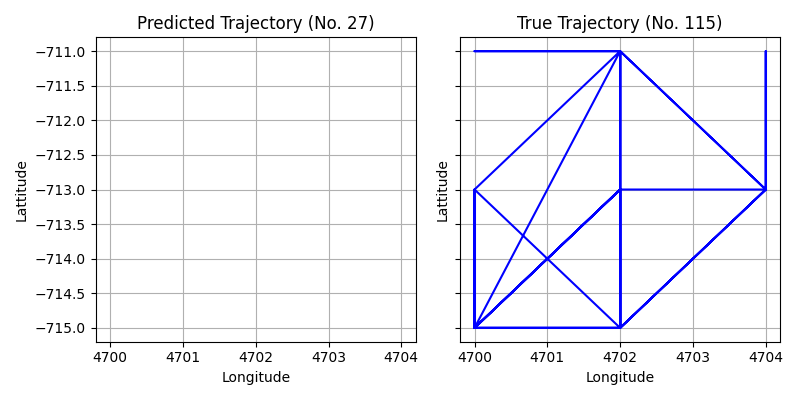 Predicted Trajectory (No. 27)
True Trajectory (No. 115)
Lattitude
−711.0
−711.5
−712.0
−712.5
−713.0
−713.5
−714.0
−714.5
−715.0
4700 4701 4702 4703 4704
Longitude
Lattitude
4700 4701 4702 4703 4704
Longitude